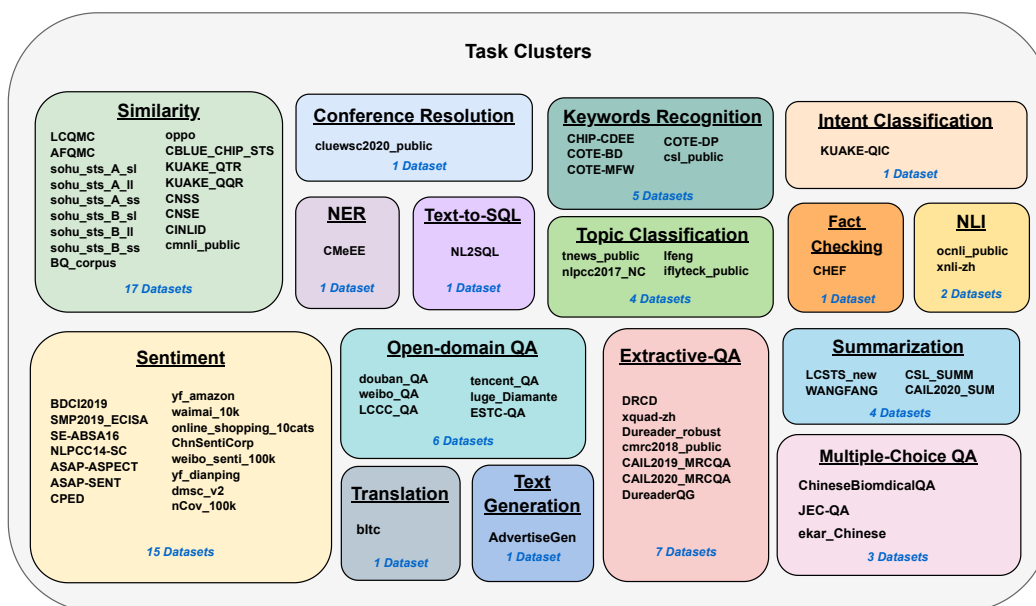 Task Clusters
Similarity
LCQMC
AFQMC
sohu_sts_A_sl
sohu_sts_A_ll
sohu_sts_A_ss
sohu_sts_B_sl
sohu_sts_B_ll
sohu_sts_B_ss
BQ_corpus
oppo
CBLUE_CHIP_STS
KUAKE_QTR
KUAKE_QQR
CNSS
CNSE
CINLID
cmnli_public
17 Datasets
Conference Resolution
cluewsc2020_public
1 Dataset
Keywords Recognition
CHIP-CDEE
COTE-BD
COTE-MFW
COTE-DP
csl_public
5 Datasets
Intent Classification
KUAKE-QIC
1 Dataset
NER
CMeEE
1 Dataset
Text-to-SQL
NL2SQL
1 Dataset
Topic Classification
tnews_public
nlpcc2017_NC
lfeng
iflyteck_public
4 Datasets
Fact
Checking
CHEF
1 Dataset
NLI
ocnli_public
xnli-zh
2 Datasets
Sentiment
BDCI2019
SMP2019_ECISA
SE-ABSA16
NLPCC14-SC
ASAP-ASPECT
ASAP-SENT
CPED
yf_amazon
waimai_10k
online_shopping_10cats
ChnSentiCorp
weibo_senti_100k
yf_dianping
dmsc_v2
nCov_100k
15 Datasets
Open-domain QA
douban_QA
weibo_QA
LCCC_QA
tencent_QA
luge_Diamante
ESTC-QA
6 Datasets
Extractive-QA
DRCD
xquad-zh
Dureader_robust
cmrc2018_public
CAIL2019_MRCQA
CAIL2020_MRCQA
DureaderQG
7 Datasets
Summarization
LCSTS_new
WANGFANG
CSL_SUMM
CAIL2020_SUM
4 Datasets
Translation
bltc
1 Dataset
Text
Generation
AdvertiseGen
1 Dataset
Multiple-Choice QA
ChineseBiomdicalQA
JEC-QA
ekar_Chinese
3 Datasets